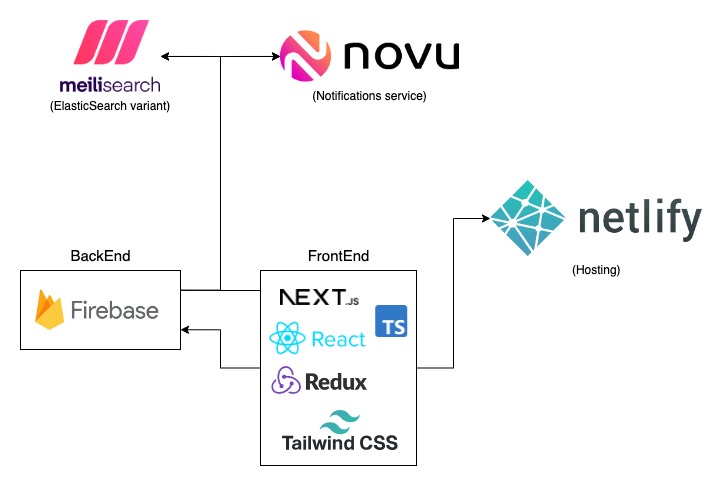 meilisearch
(ElasticSearch variant)
novu
(Notifications service)
netlify
(Hosting)
BackEnd
Firebase
FrontEnd
NEXT.JS
TS
React
Redux
Tailwind CSS